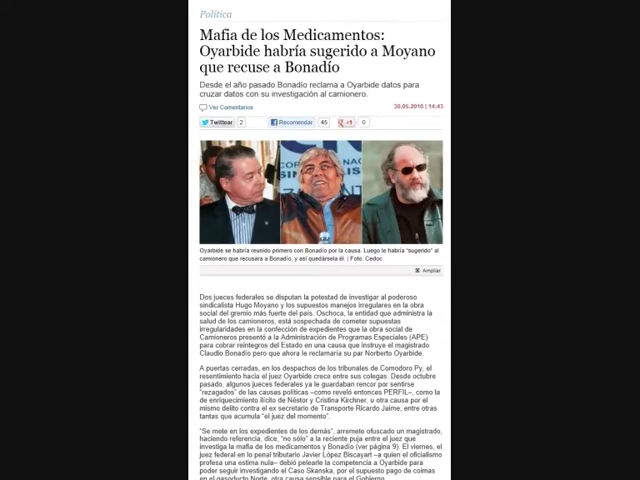 Política
Mafia de los Medicamentos:
Oyarbide habría sugerido a Moyano
que recuse a Bonadío
Desde el año pasado Bonadío reclama a Oyarbide datos para
cruzar datos con su investigación al camionero.
Ver Comentarios
30.05.2010 | 14:43
Twittear 2 Recomendar 45 +1 0
Oyarbide se habría reunido primero con Bonadío por la causa. Luego le habría "sugerido" al
camionero que recusara a Bonadío, y así quedársela él. | Foto: Cedoc
Ampliar
Dos jueces federales se disputan la potestad de investigar al poderoso
sindicalista Hugo Moyano y los supuestos manejos irregulares en la obra
social del gremio más fuerte del país. Oschoca, la entidad que administra la
salud de los camioneros, está sospechada de cometer supuestas
irregularidades en la confección de expedientes que la obra social de
Camioneros presentó a la Administración de Programas Especiales (APE)
para cobrar reintegros del Estado en una causa que instruye el magistrado
Claudio Bonadío pero que ahora le reclamaría su par Norberto Oyarbide.
A puertas cerradas, en los despachos de los tribunales de Comodoro Py, el
resentimiento hacia el juez Oyarbide crece entre sus colegas. Desde octubre
pasado, algunos jueces federales ya le guardaban rencor por sentirse
"rezagados" de las causas políticas –como reveló entonces PERFIL–, como la
de enriquecimiento ilícito de Néstor y Cristina Kirchner, u otra causa por el
mismo delito contra el ex secretario de Transporte Ricardo Jaime, entre otras
tantas que acumula "el juez del momento".
"Se mete en los expedientes de los demás", arremete ofuscado un magistrado,
haciendo referencia, dice, "no sólo" a la reciente puja entre el juez que
investiga la mafia de los medicamentos y Bonadío (ver página 9). El viernes, el
juez federal en lo penal tributario Javier López Biscayart –a quien el oficialismo
profesa una estima nula– debió pelearle la competencia a Oyarbide para
poder seguir investigando el Caso Skanska, por el supuesto pago de coimas
en el gasoducto Norte, otra causa sensible para el Gobierno.